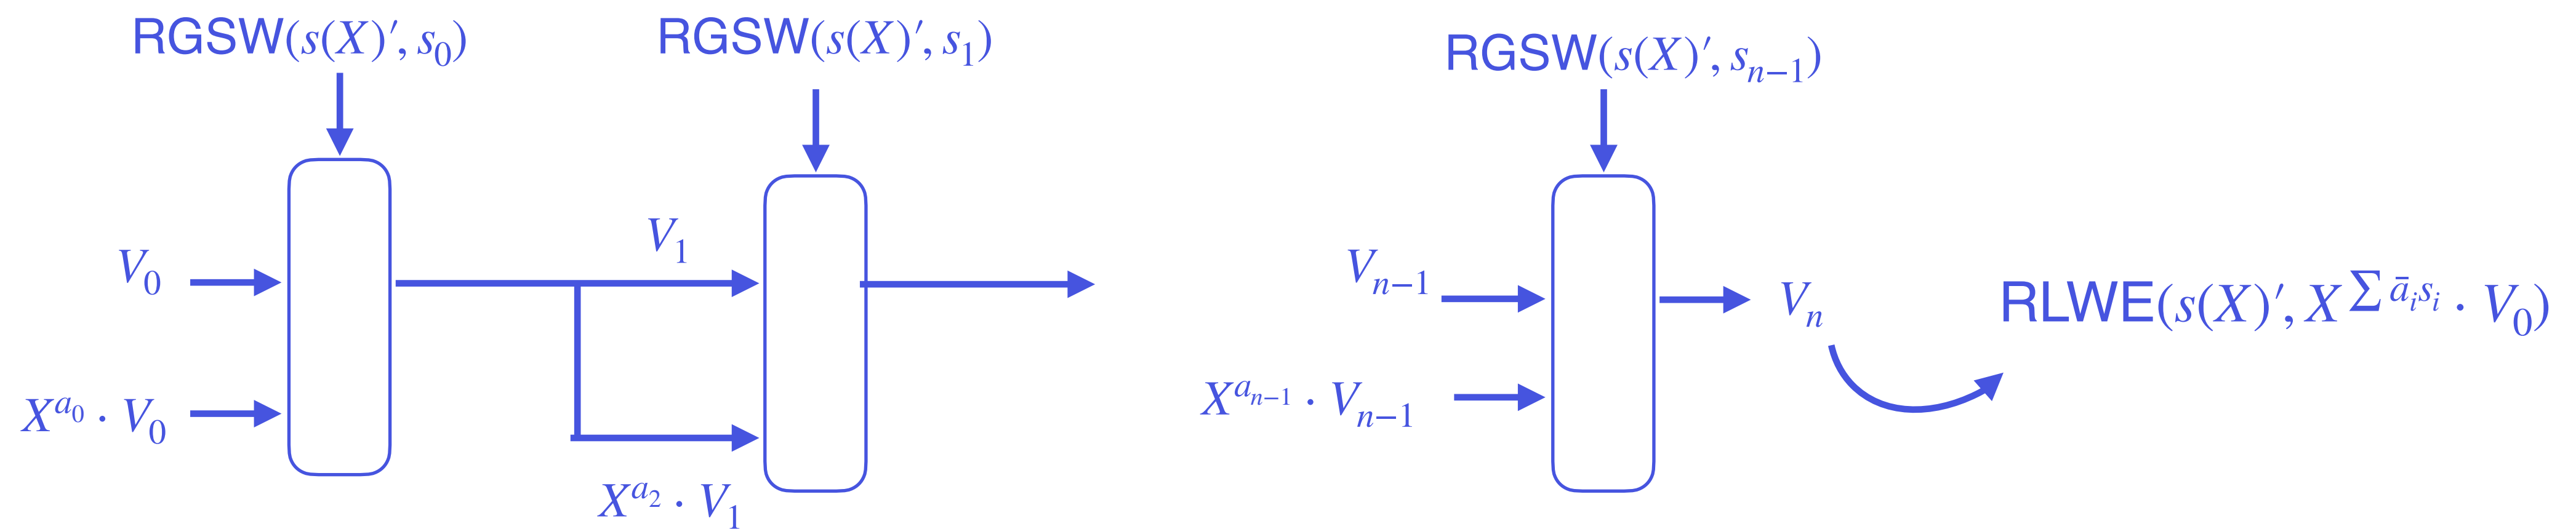 RGSW(s(X)′, s₀)
RGSW(s(X)′, s₁)
RGSW(s(X)′, sₙ₋₁)
V₀
X^{a₀} · V₀
V₁
X^{a₂} · V₁
Vₙ₋₁
X^{aₙ₋₁} · Vₙ₋₁
Vₙ
RLWE(s(X)′, X^{∑ āᵢsᵢ} · V₀)